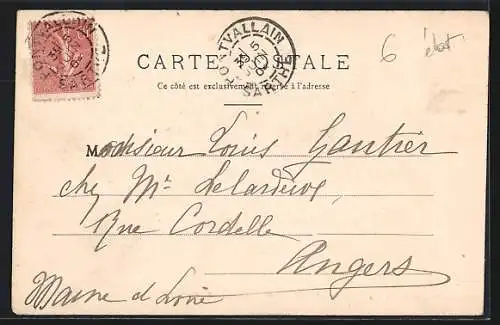 PONTVALLAIN
SARTHE
CARTE POSTALE
6 état
Ce côté est exclusivement réservé à l'adresse
Monsieur Louis Gautier
chez Mr
Rue Cordelle
Angers
Maine et Loire